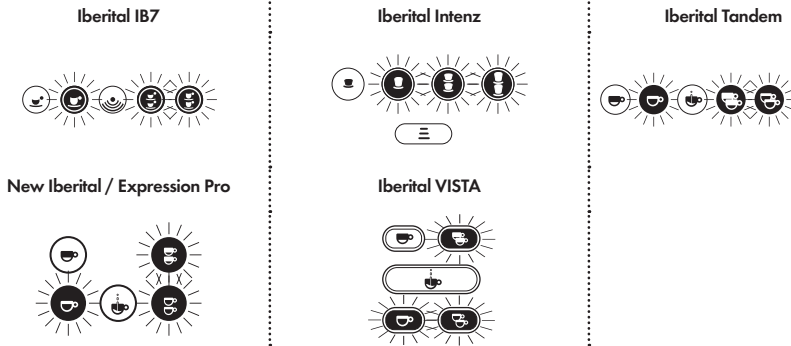 Iberital IB7
Iberital Intenz
Iberital Tandem
New Iberital / Expression Pro
Iberital VISTA